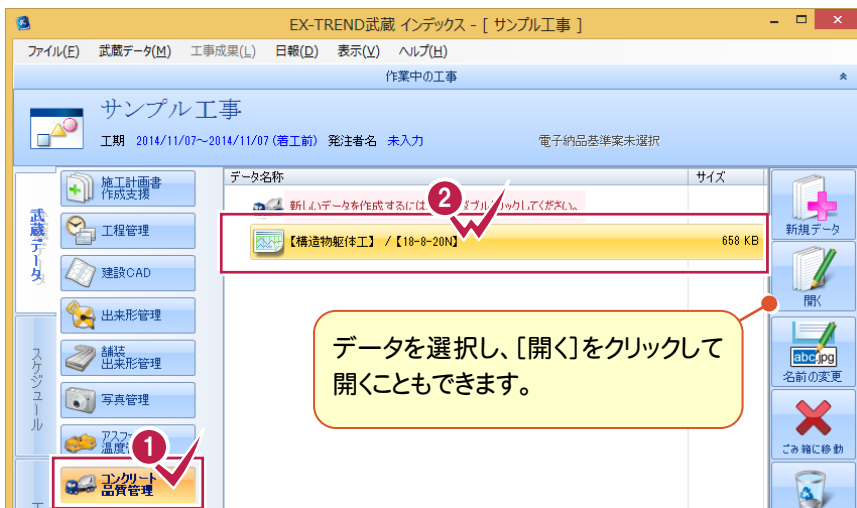 EX-TREND武蔵 インデックス - [ サンプル工事 ]
ファイル(F) 武蔵データ(M) 工事成果(L) 日報(D) 表示(V) ヘルプ(H)
作業中の工事
サンプル工事
工期 2014/11/07～2014/11/07 (着工前) 発注者名 未入力 電子納品基準案未選択
武蔵データ
スケジュール
施工計画書
作成支援
工程管理
建設CAD
出来形管理
舗装
出来形管理
写真管理
アスファ
温度
1
コンクリート
品質管理
データ名称 サイズ
新しいデータを作成するには、 ダブルクリックしてください。
2
【構造物躯体工】 /【18-8-20N】 658 KB
データを選択し、[開く]をクリックして
開くこともできます。
新規データ
開く
abc.jpg
名前の変更
ごみ箱に移動